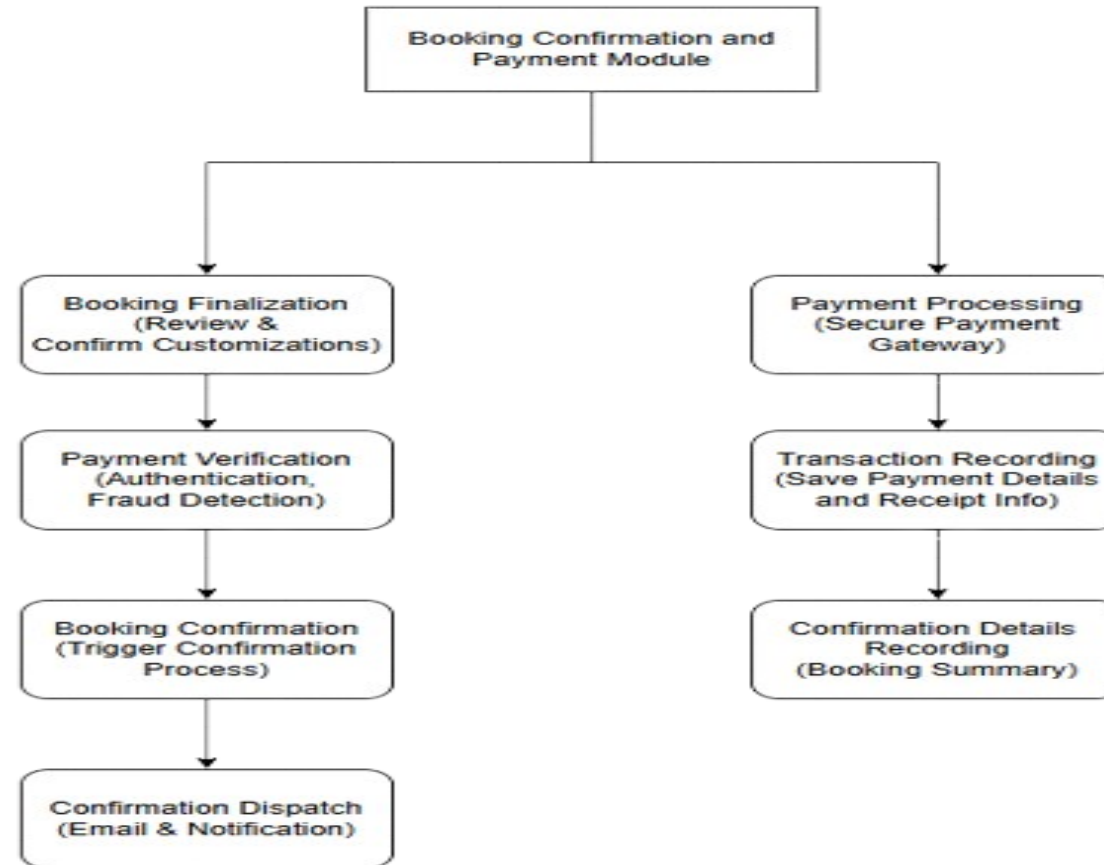 Booking Confirmation and
Payment Module
Booking Finalization
(Review &
Confirm Customizations)
Payment Processing
(Secure Payment
Gateway)
Payment Verification
(Authentication,
Fraud Detection)
Transaction Recording
(Save Payment Details
and Receipt Info)
Booking Confirmation
(Trigger Confirmation
Process)
Confirmation Details
Recording
(Booking Summary)
Confirmation Dispatch
(Email & Notification)